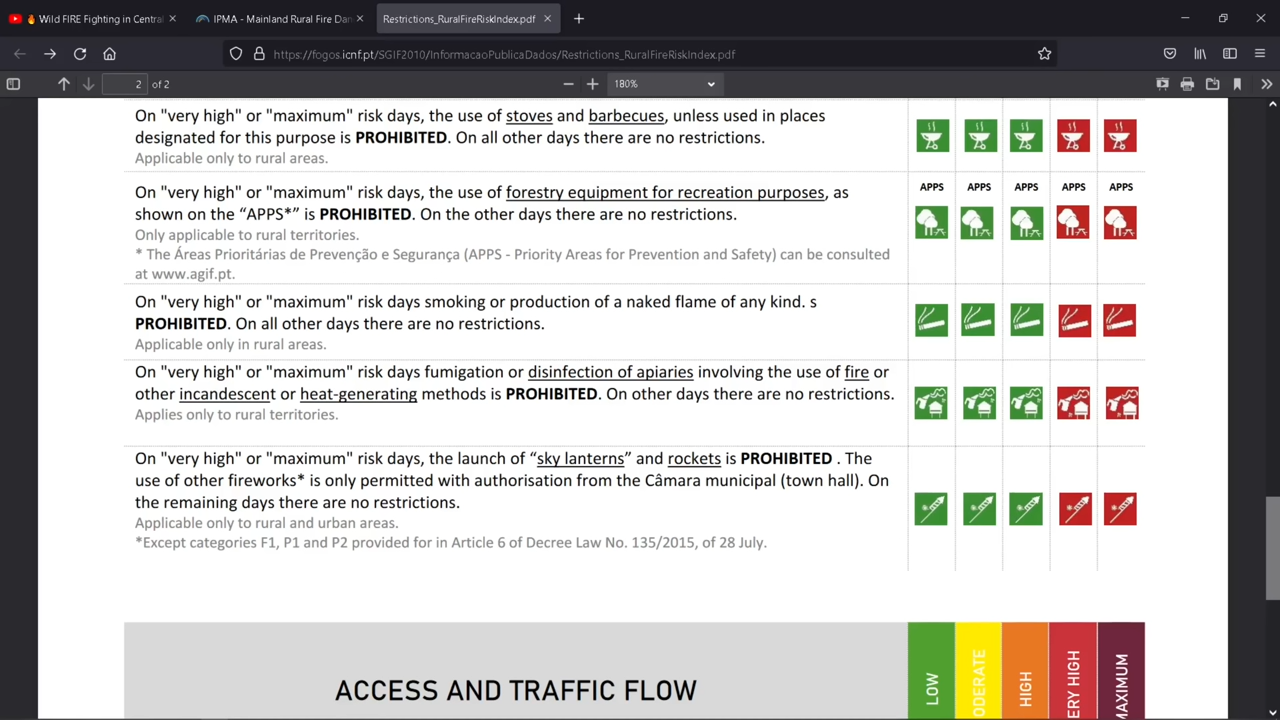 Wild FIRE Fighting in Central
IPMA - Mainland Rural Fire Dan
Restrictions_RuralFireRiskIndex.pdf
https://fogos.icnf.pt/SGIF2010/InformacaoPublicaDados/Restrictions_RuralFireRiskIndex.pdf
2 of 2
180%
On "very high" or "maximum" risk days, the use of stoves and barbecues, unless used in places
designated for this purpose is PROHIBITED. On all other days there are no restrictions.
Applicable only to rural areas.
On "very high" or "maximum" risk days, the use of forestry equipment for recreation purposes, as
shown on the “APPS*” is PROHIBITED. On the other days there are no restrictions.
Only applicable to rural territories.
* The Áreas Prioritárias de Prevenção e Segurança (APPS - Priority Areas for Prevention and Safety) can be consulted
at www.agif.pt.
APPS APPS APPS APPS APPS
On "very high" or "maximum" risk days smoking or production of a naked flame of any kind. s
PROHIBITED. On all other days there are no restrictions.
Applicable only in rural areas.
On "very high" or "maximum" risk days fumigation or disinfection of apiaries involving the use of fire or
other incandescent or heat-generating methods is PROHIBITED. On other days there are no restrictions.
Applies only to rural territories.
On "very high" or "maximum" risk days, the launch of “sky lanterns” and rockets is PROHIBITED . The
use of other fireworks* is only permitted with authorisation from the Câmara municipal (town hall). On
the remaining days there are no restrictions.
Applicable only to rural and urban areas.
*Except categories F1, P1 and P2 provided for in Article 6 of Decree Law No. 135/2015, of 28 July.
ACCESS AND TRAFFIC FLOW
LOW
ODERATE
HIGH
ERY HIGH
MAXIMUM